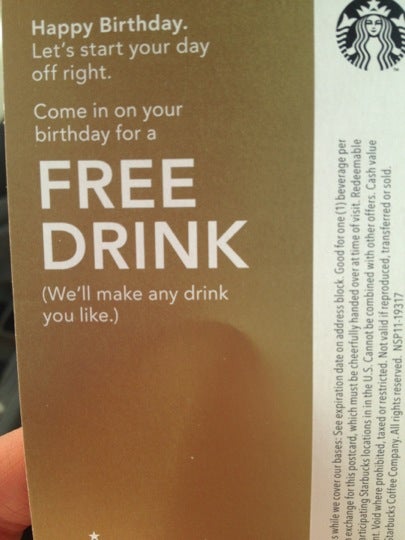 Happy Birthday.
Let's start your day
off right.
Come in on your
birthday for a
FREE
DRINK
(We'll make any drink
you like.)
s while we cover our bases: See expiration date on address block. Good for one (1) beverage per
exchange for this postcard, which must be cheerfully handed over at time of visit. Redeemable
rticipating Starbucks locations in in the U.S. Cannot be combined with other offers. Cash value
nt. Void where prohibited, taxed or restricted. Not valid if reproduced, transferred or sold.
tarbucks Coffee Company. All rights reserved. NSP11-19317